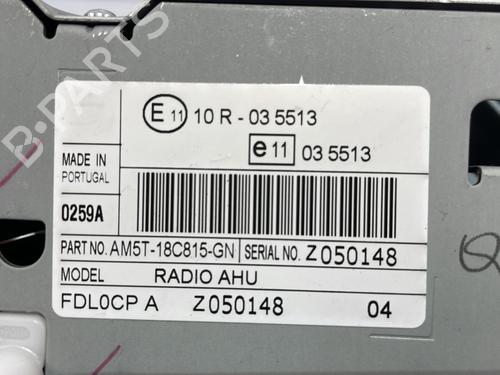 B-PARTS
E 11 10 R - 03 5513
e 11 03 5513
MADE IN
PORTUGAL
0259A
PART NO. AM5T-18C815-GN SERIAL NO. Z050148
MODEL RADIO AHU
FDL0CP A Z050148 04